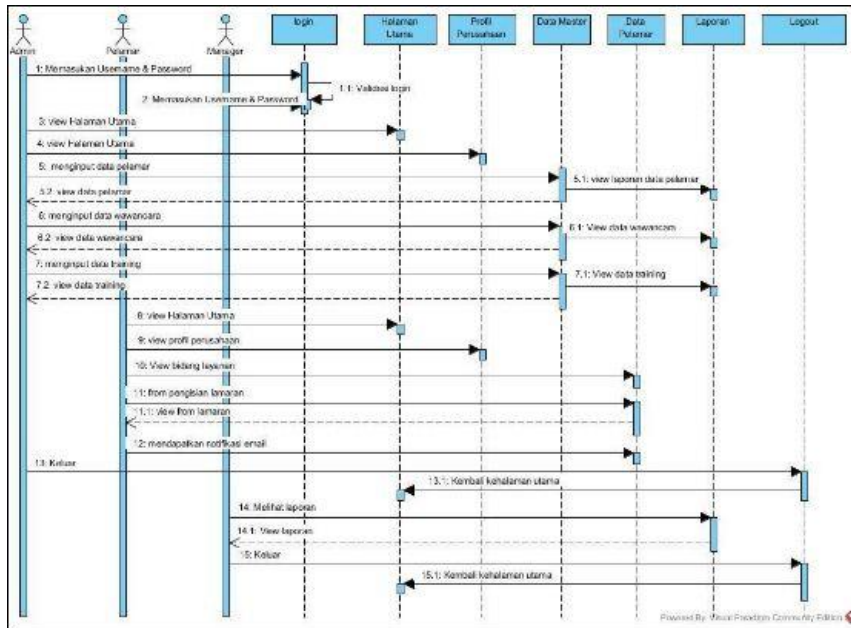 Admin
Pelamar
Manager
login
Halaman
Utama
Profil
Perusahaan
Data Master
Data
Pelamar
Laporan
Logout
1: Memasukan Username & Password
1.1: Validasi login
2: Memasukan Username & Password
3: view Halaman Utama
4: view Halaman Utama
5: menginput data pelamar
5.1: view laporan data pelamar
5.2: view data pelamar
6: menginput data wawancara
6.1: View data wawancara
6.2: view data wawancara
7: menginput data training
7.1: View data training
7.2: view data training
8: view Halaman Utama
9: view profil perusahaan
10: View bidang layanan
11: from pengisian lamaran
11.1: view from lamaran
12: mendapatkan notifikasi email
13: Keluar
13.1: Kembali kehalaman utama
14: Melihat laporan
14.1: View laporan
15: Keluar
15.1: Kembali kehalaman utama
Powered By Visual Paradigm Community Edition